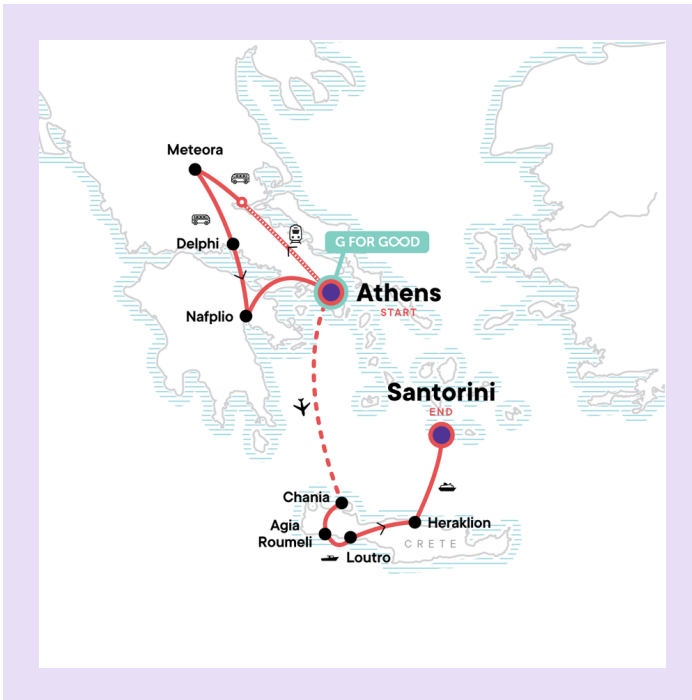 Meteora
Delphi
G FOR GOOD
Athens
START
Nafplio
Santorini
END
Chania
Agia
Roumeli
Heraklion
CRETE
Loutro